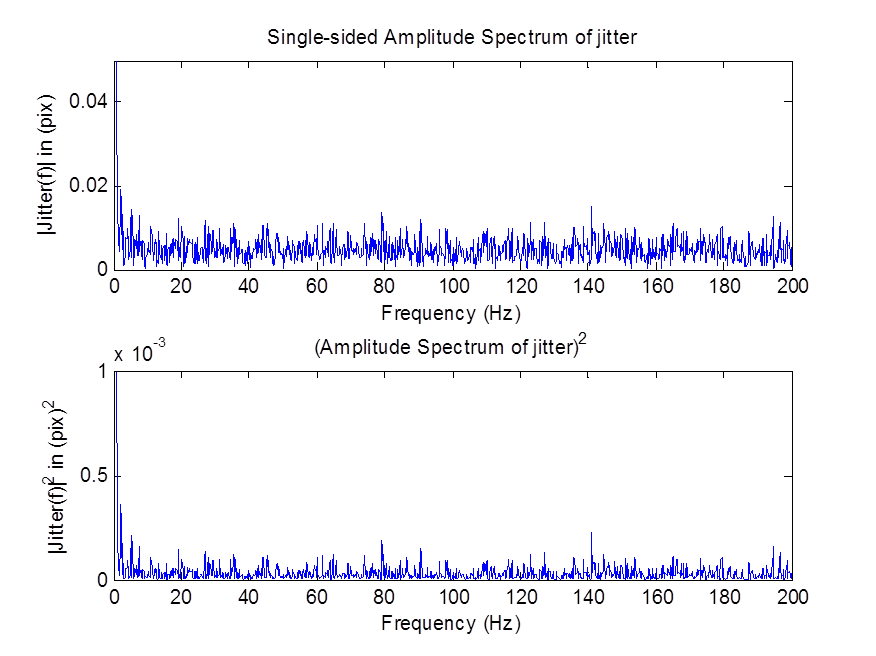 Single-sided Amplitude Spectrum of jitter
|Jitter(f)| in (pix)
0.04
0.02
0
0 20 40 60 80 100 120 140 160 180 200
Frequency (Hz)
(Amplitude Spectrum of jitter)²
x 10⁻³
|Jitter(f)|² in (pix)²
1
0.5
0
0 20 40 60 80 100 120 140 160 180 200
Frequency (Hz)